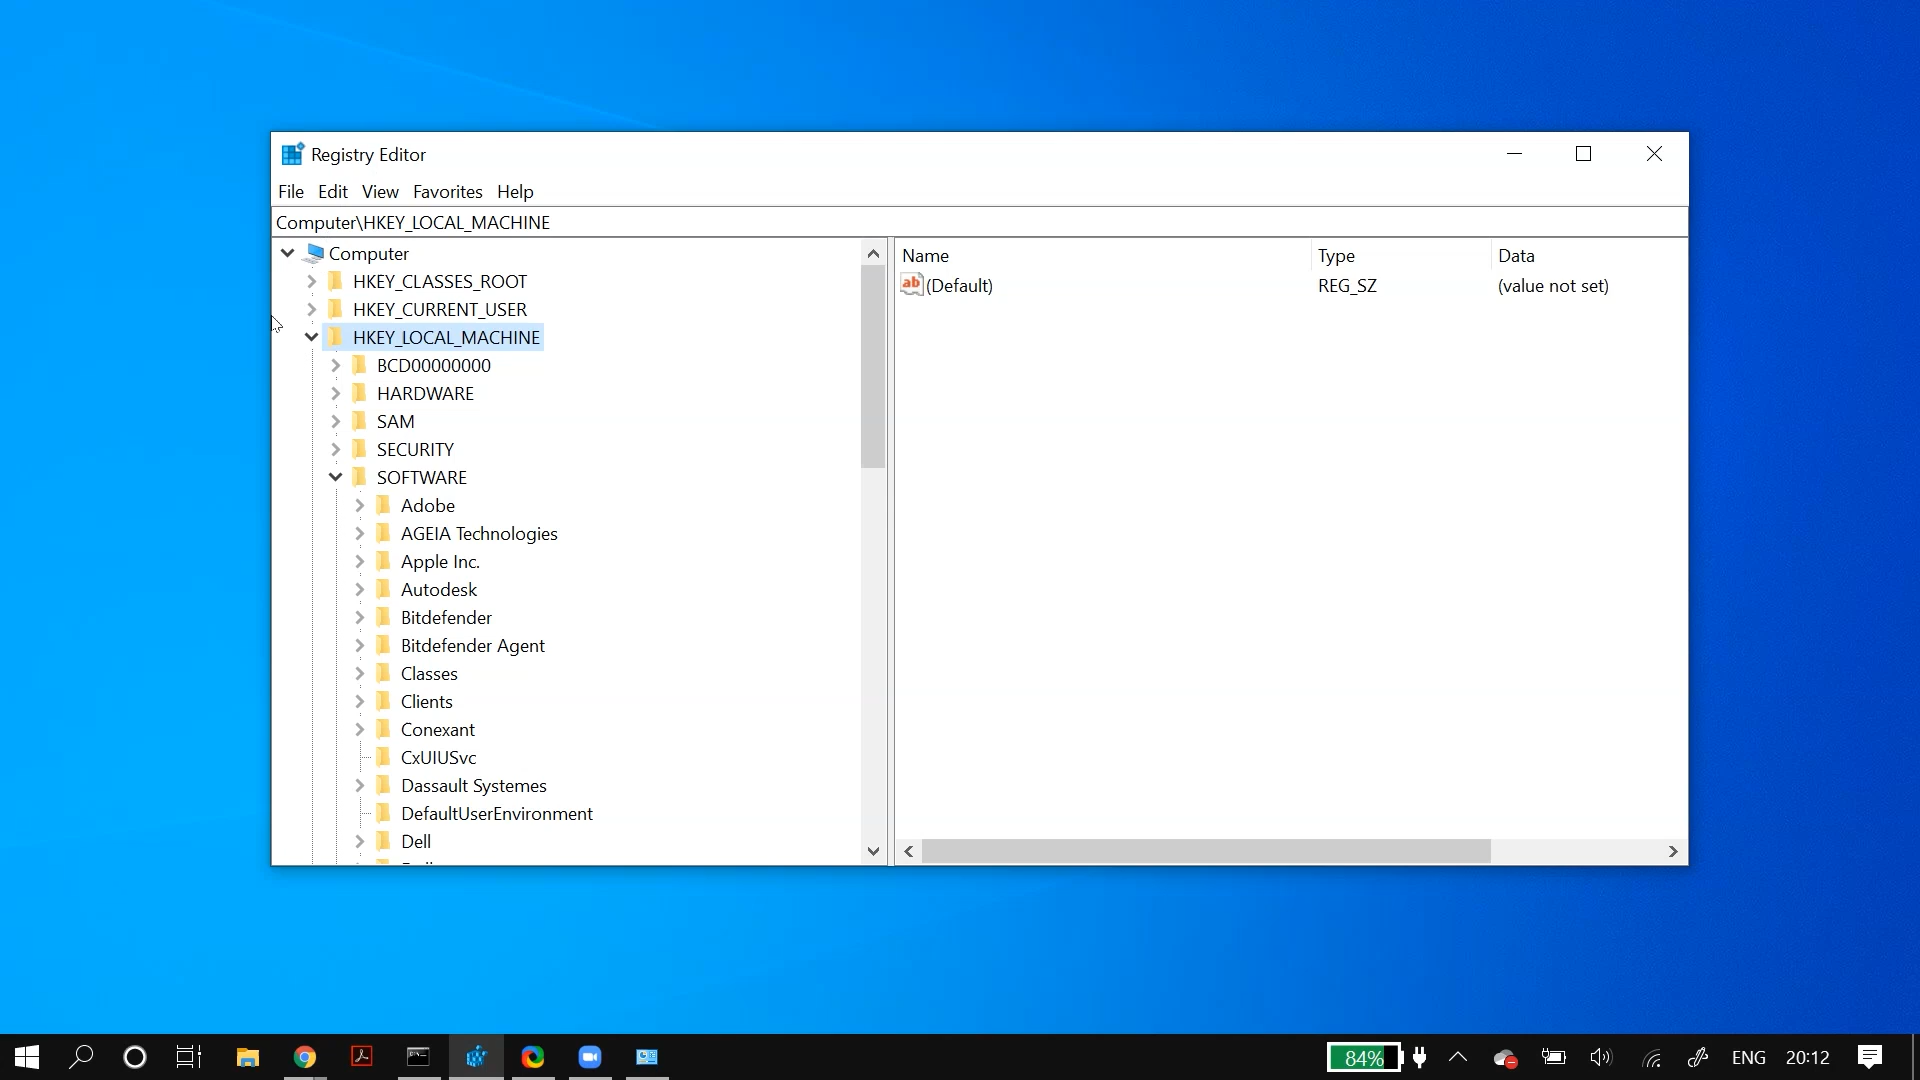 Registry Editor
File Edit View Favorites Help
Computer\HKEY_LOCAL_MACHINE
Computer
HKEY_CLASSES_ROOT
HKEY_CURRENT_USER
HKEY_LOCAL_MACHINE
BCD00000000
HARDWARE
SAM
SECURITY
SOFTWARE
Adobe
AGEIA Technologies
Apple Inc.
Autodesk
Bitdefender
Bitdefender Agent
Classes
Clients
Conexant
CxUIUSvc
Dassault Systemes
DefaultUserEnvironment
Dell
Name Type Data
ab (Default) REG_SZ (value not set)
84% ENG 20:12